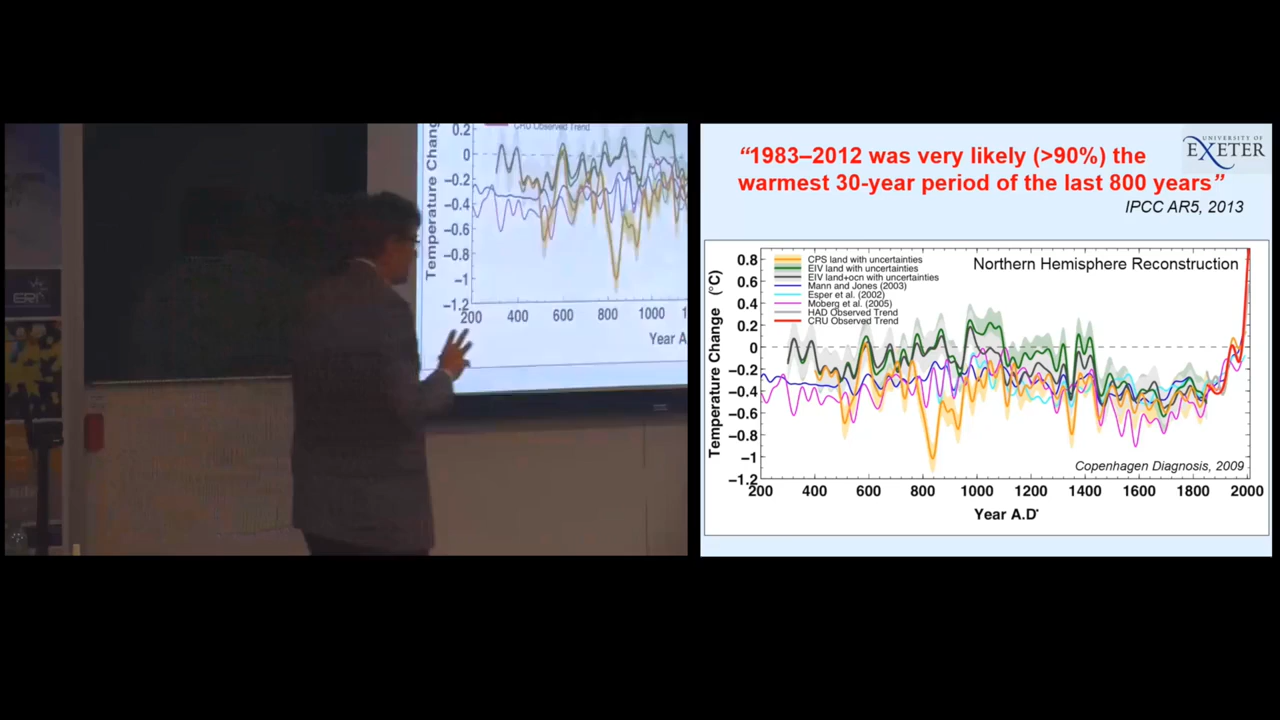 CRU Observed Trend
0.2
0
−0.2
−0.4
−0.6
−0.8
−1
−1.2
Temperature Chang
200 400 600 800 1000
Year A
ERI
“1983–2012 was very likely (>90%) the
warmest 30-year period of the last 800 years”
IPCC AR5, 2013
UNIVERSITY OF
EXETER
Northern Hemisphere Reconstruction
CPS land with uncertainties
EIV land with uncertainties
EIV land+ocn with uncertainties
Mann and Jones (2003)
Esper et al. (2002)
Moberg et al. (2005)
HAD Observed Trend
CRU Observed Trend
Temperature Change (°C)
0.8
0.6
0.4
0.2
0
−0.2
−0.4
−0.6
−0.8
−1
−1.2
Copenhagen Diagnosis, 2009
200 400 600 800 1000 1200 1400 1600 1800 2000
Year A.D.